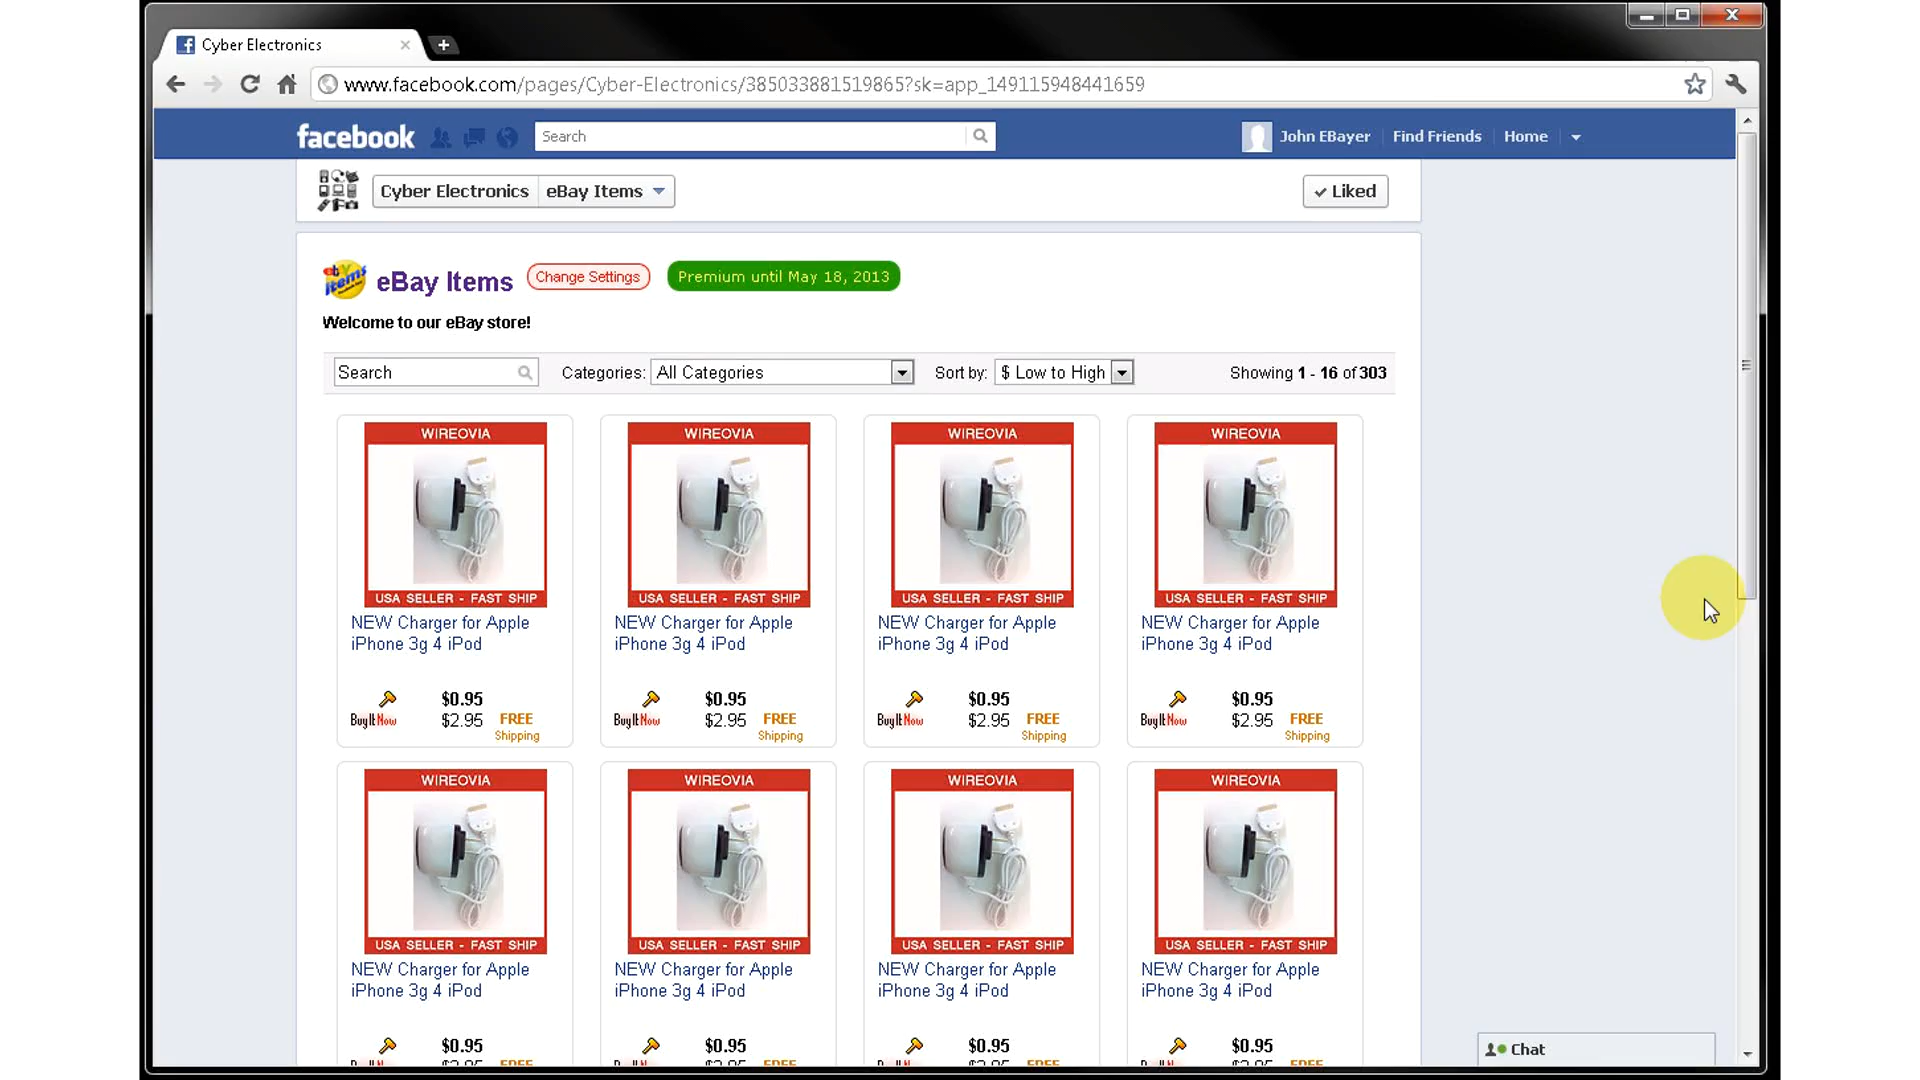 Cyber Electronics
www.facebook.com/pages/Cyber-Electronics/385033881519865?sk=app_149115948441659
facebook Search John EBayer Find Friends Home
Cyber Electronics eBay Items Liked
eBay Items Change Settings Premium until May 18, 2013
Welcome to our eBay store!
Search Categories: All Categories Sort by: $ Low to High Showing 1 - 16 of 303
WIREOVIA WIREOVIA WIREOVIA WIREOVIA
USA SELLER - FAST SHIP USA SELLER - FAST SHIP USA SELLER - FAST SHIP USA SELLER - FAST SHIP
NEW Charger for Apple NEW Charger for Apple NEW Charger for Apple NEW Charger for Apple
iPhone 3g 4 iPod iPhone 3g 4 iPod iPhone 3g 4 iPod iPhone 3g 4 iPod
$0.95 $0.95 $0.95 $0.95
BuyItNow $2.95 FREE BuyItNow $2.95 FREE BuyItNow $2.95 FREE BuyItNow $2.95 FREE
Shipping Shipping Shipping Shipping
WIREOVIA WIREOVIA WIREOVIA WIREOVIA
USA SELLER - FAST SHIP USA SELLER - FAST SHIP USA SELLER - FAST SHIP USA SELLER - FAST SHIP
NEW Charger for Apple NEW Charger for Apple NEW Charger for Apple NEW Charger for Apple
iPhone 3g 4 iPod iPhone 3g 4 iPod iPhone 3g 4 iPod iPhone 3g 4 iPod
$0.95 $0.95 $0.95 $0.95
Chat